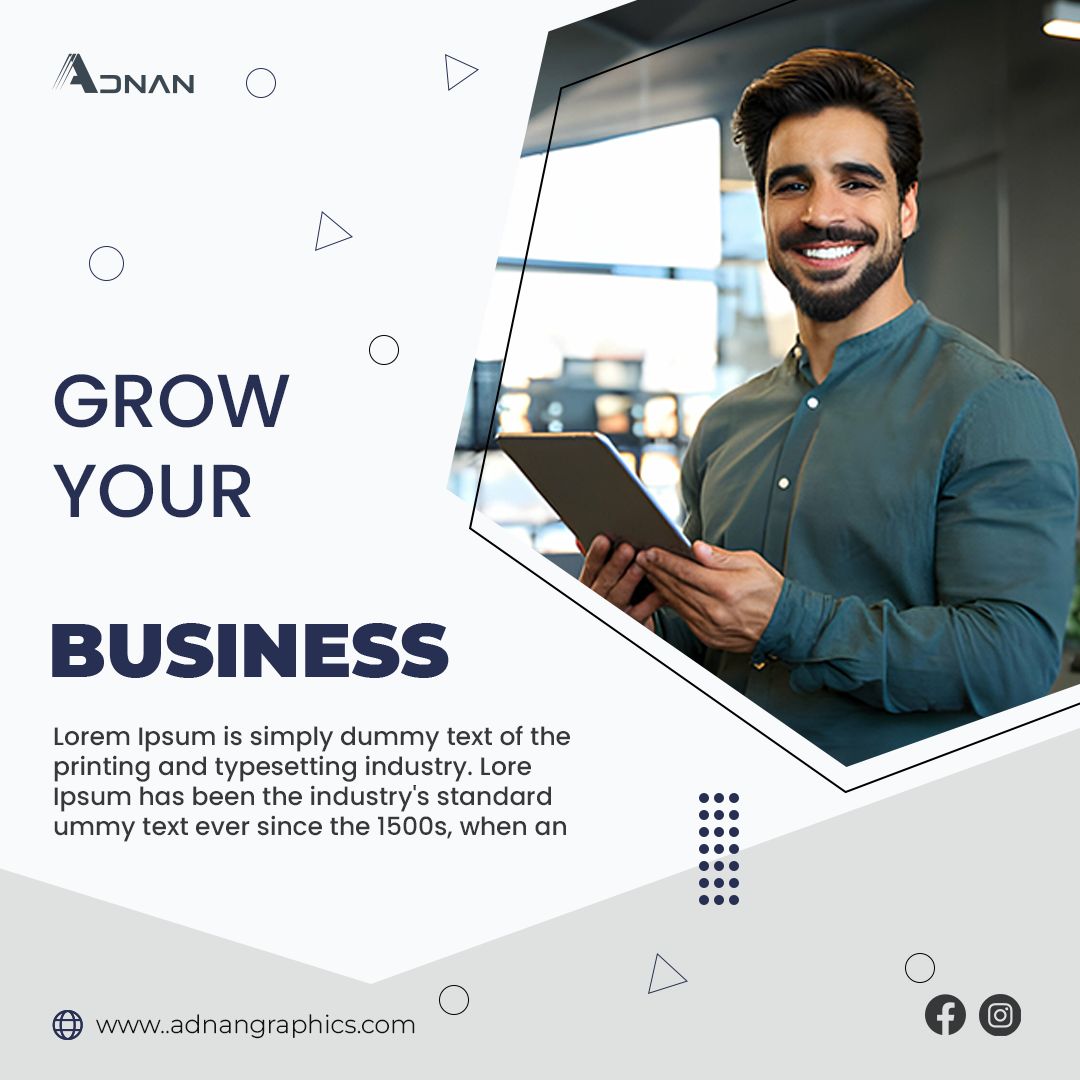 ADNAN
GROW
YOUR
BUSINESS
Lorem Ipsum is simply dummy text of the
printing and typesetting industry. Lore
Ipsum has been the industry's standard
ummy text ever since the 1500s, when an
www..adnangraphics.com